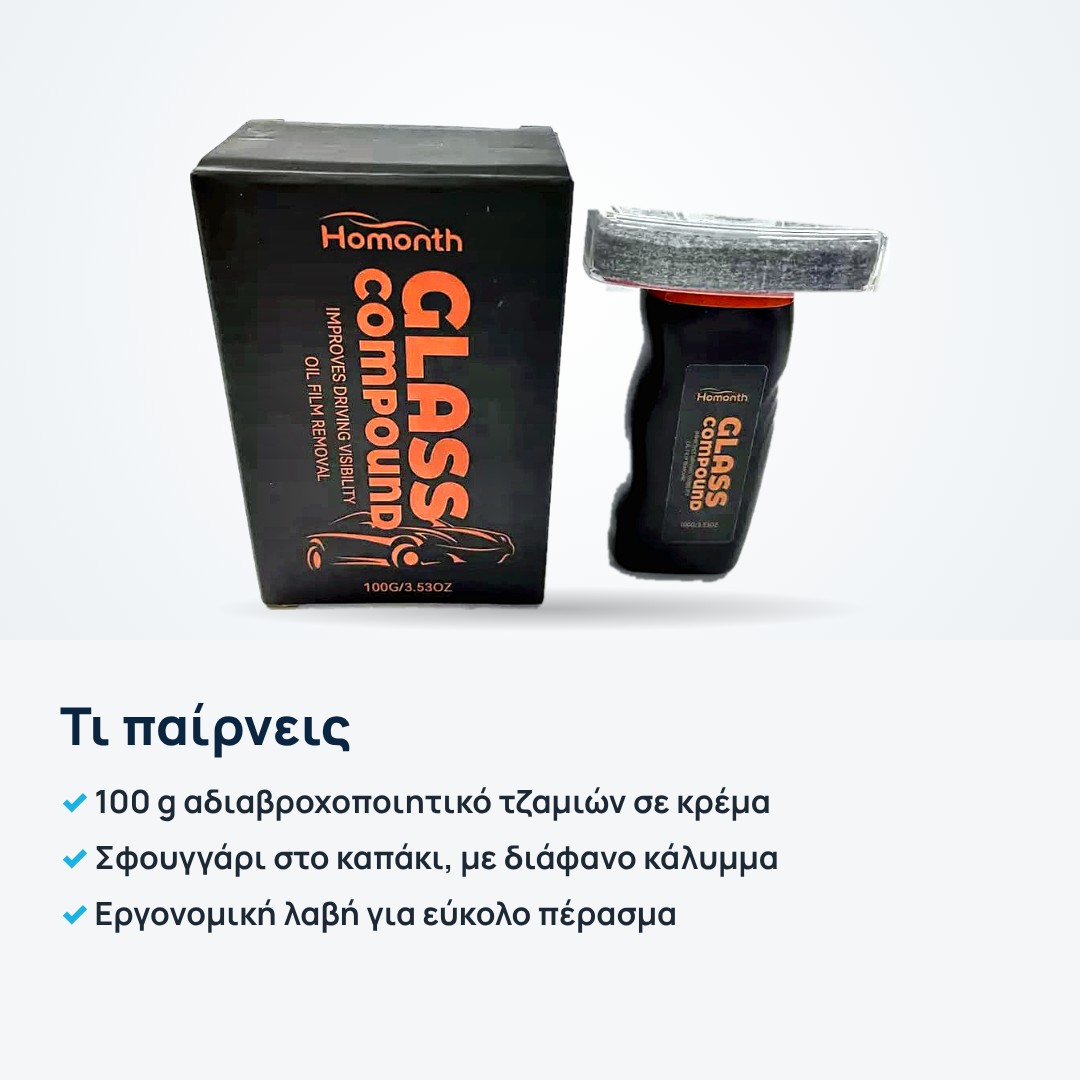 Homonth
GLASS
COMPOUND
IMPROVES DRIVING VISIBILITY
OIL FILM REMOVAL
100G/3.53OZ
Homonth
GLASS
COMPOUND
Τι παίρνεις
100 g αδιαβροχοποιητικό τζαμιών σε κρέμα
Σφουγγάρι στο καπάκι, με διάφανο κάλυμμα
Εργονομική λαβή για εύκολο πέρασμα